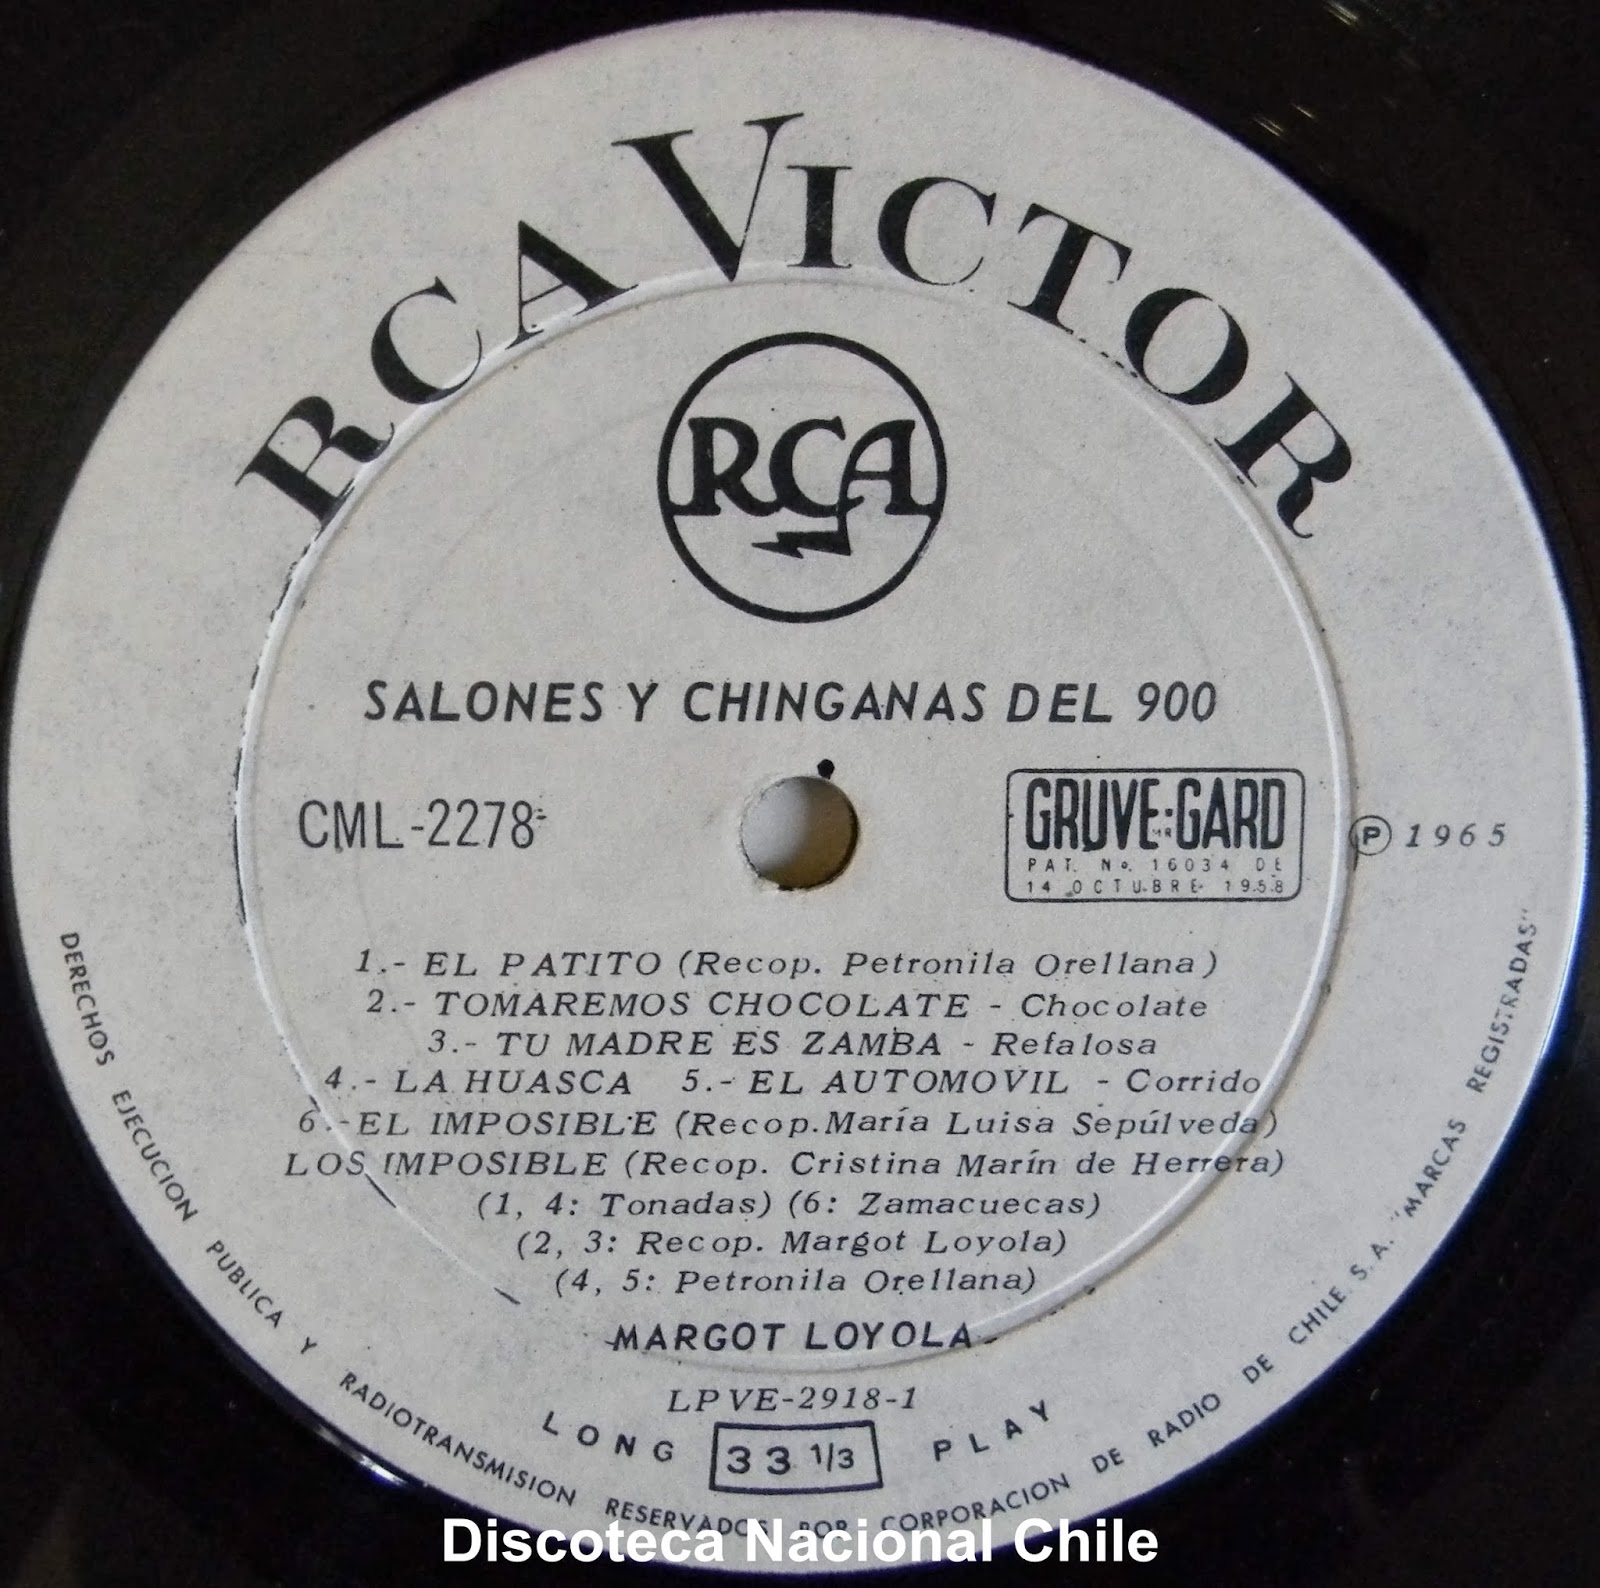 RCA VICTOR
RCA
SALONES Y CHINGANAS DEL 900
CML-2278
GRUVE-GARD
MR
PAT. No. 16034 DE
14 OCTUBRE 1958
Ⓟ 1965
1.- EL PATITO (Recop. Petronila Orellana)
2.- TOMAREMOS CHOCOLATE - Chocolate
3.- TU MADRE ES ZAMBA - Refalosa
4.- LA HUASCA 5.- EL AUTOMOVIL - Corrido
6.-EL IMPOSIBLE (Recop.María Luisa Sepúlveda)
LOS IMPOSIBLE (Recop. Cristina Marín de Herrera)
(1, 4: Tonadas) (6: Zamacuecas)
(2, 3: Recop. Margot Loyola)
(4, 5: Petronila Orellana)
MARGOT LOYOLA
LPVE-2918-1
LONG 33 1/3 PLAY
DERECHOS EJECUCION PUBLICA Y RADIOTRANSMISION RESERVADOS POR CORPORACION DE RADIO DE CHILE S.A. "MARCAS REGISTRADAS"
Discoteca Nacional Chile